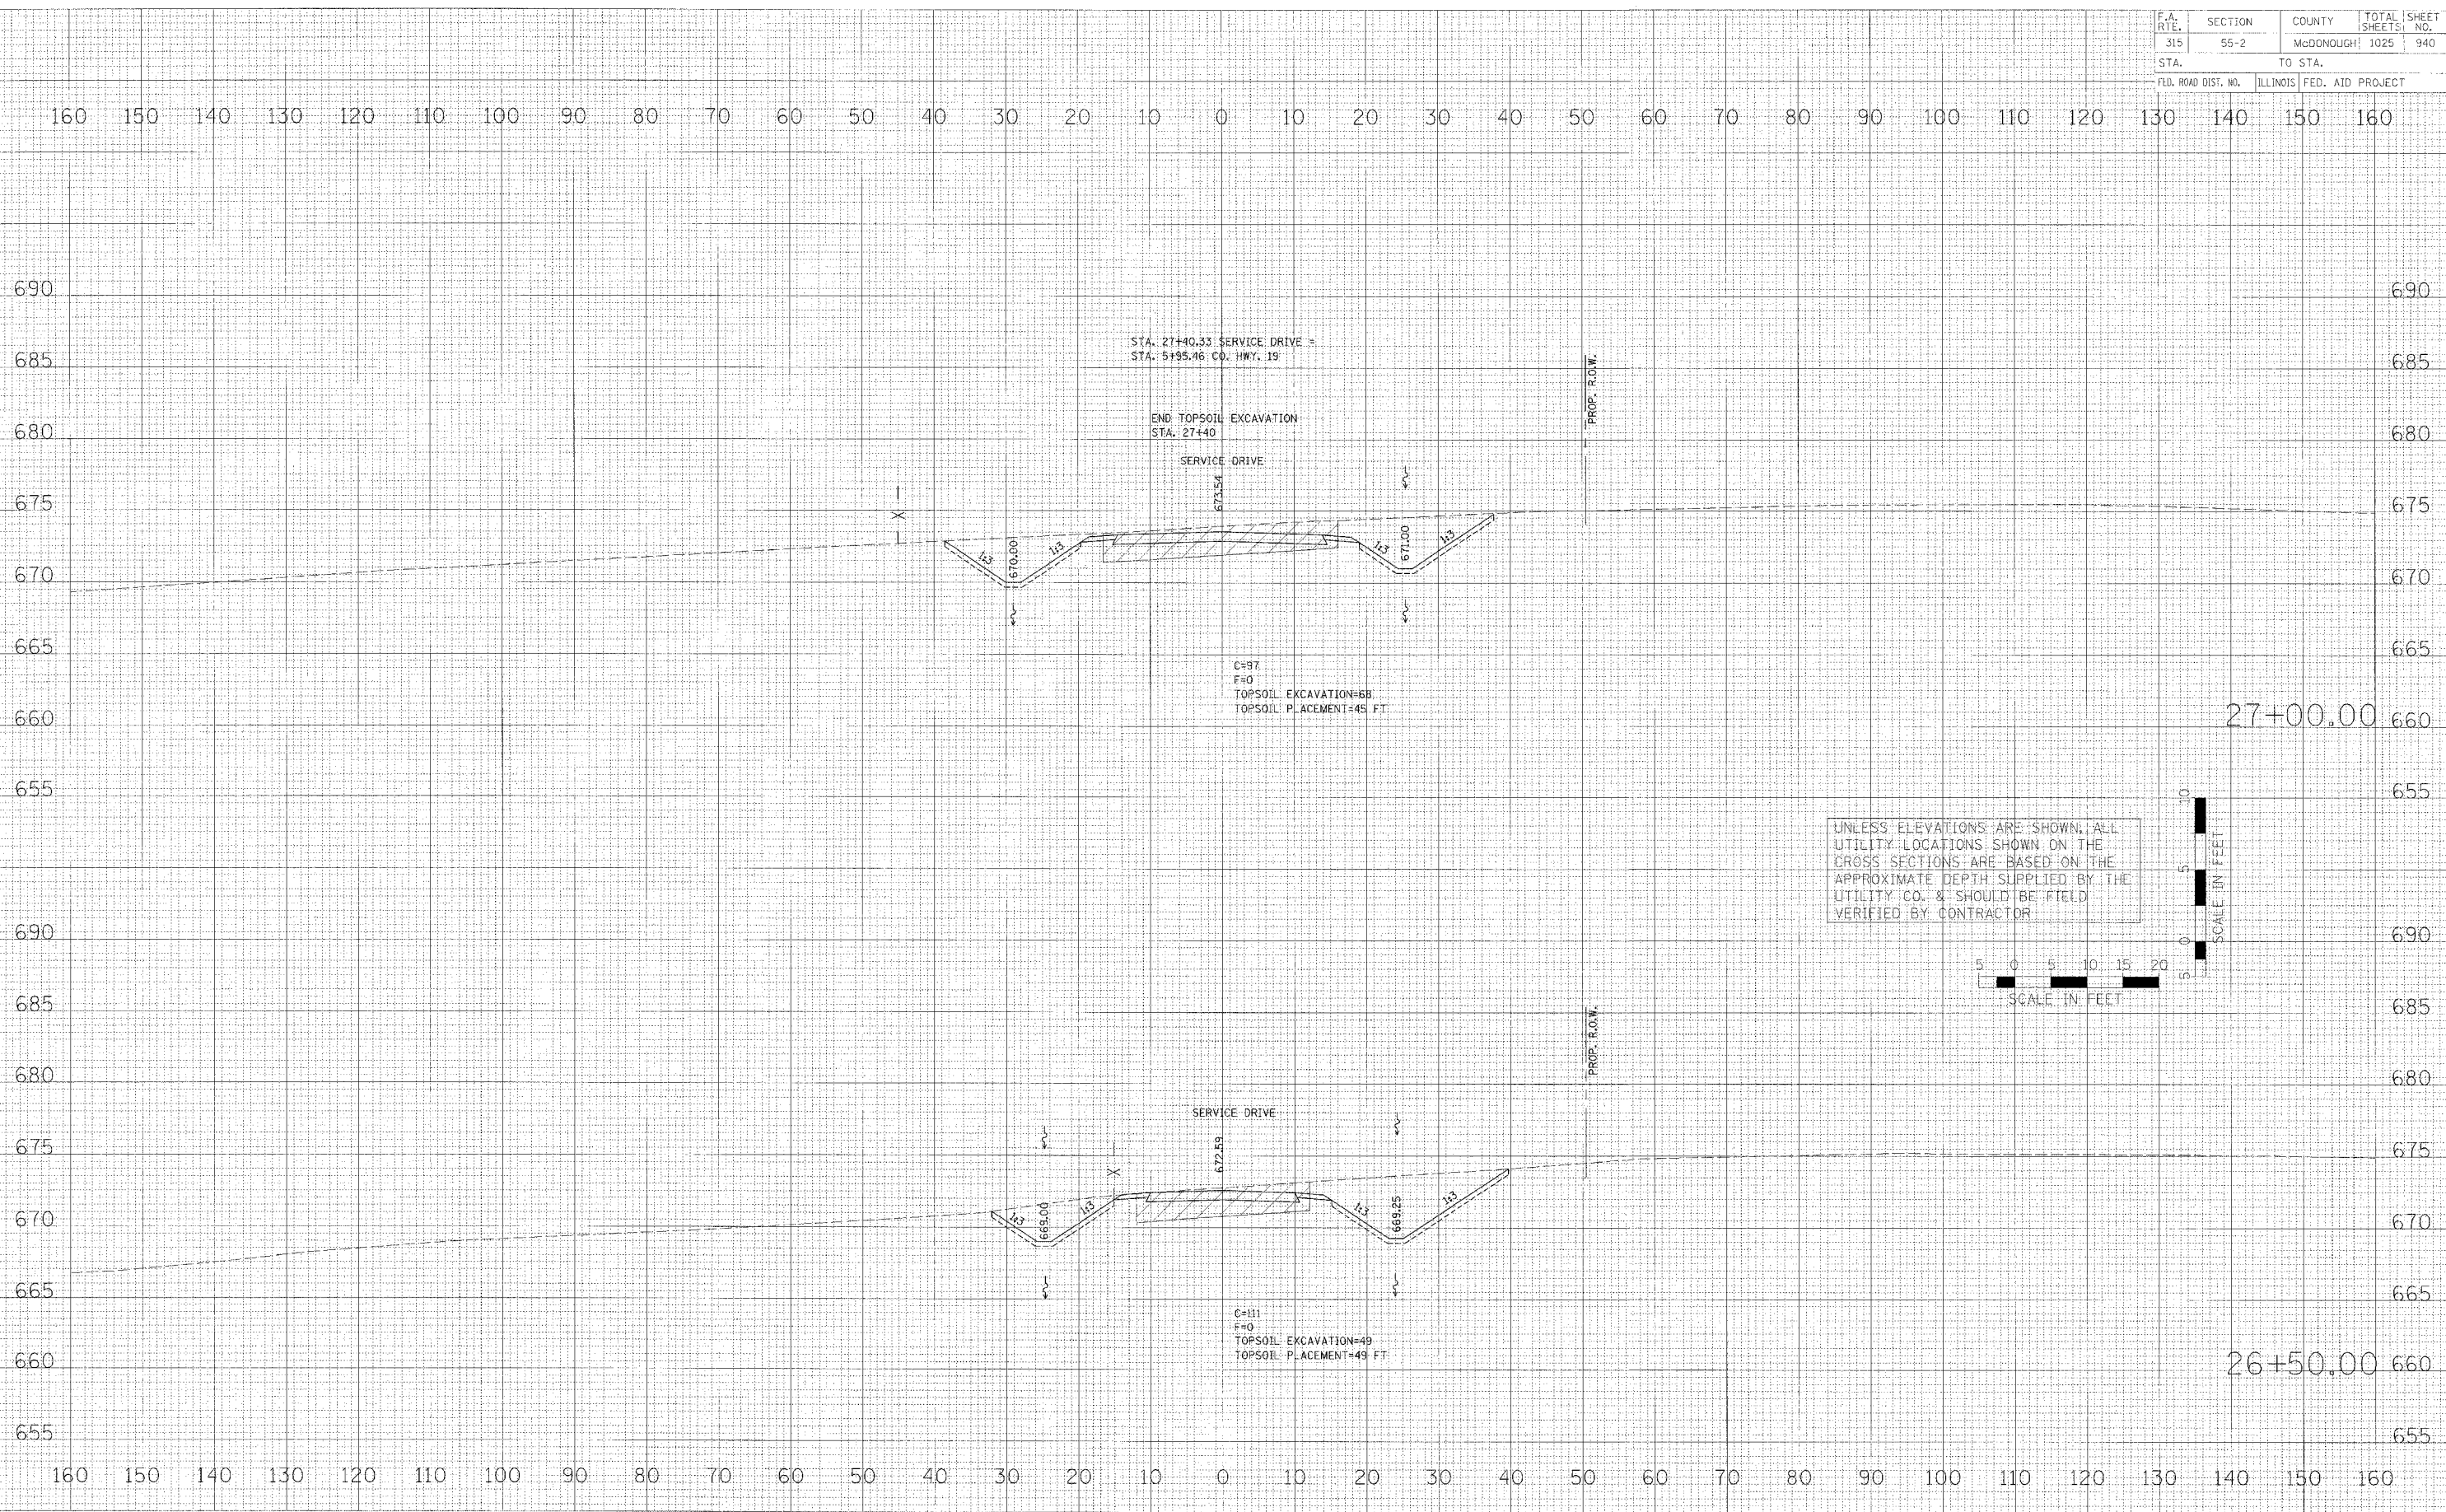 F.A. RTE. SECTION COUNTY TOTAL SHEETS SHEET NO.
315 55-2 McDONOUGH 1025 940
STA. TO STA.
FED. ROAD DIST. NO. ILLINOIS FED. AID PROJECT
160 150 140 130 120 110 100 90 80 70 60 50 40 30 20 10 0 10 20 30 40 50 60 70 80 90 100 110 120 130 140 150 160
690 690
STA. 27+40.33 SERVICE DRIVE =
STA. 5+95.46 CO. HWY. 19
685 685
PROP. R.O.W.
END TOPSOIL EXCAVATION
STA. 27+40
680 680
SERVICE DRIVE
673.54
675 675
1:3 670.00 1:3 1:3 671.00 1:3
670 670
665 665
C=97
F=0
TOPSOIL EXCAVATION=68
TOPSOIL PLACEMENT=45 FT
660 27+00.00 660
655 655
UNLESS ELEVATIONS ARE SHOWN, ALL
UTILITY LOCATIONS SHOWN ON THE
CROSS SECTIONS ARE BASED ON THE
APPROXIMATE DEPTH SUPPLIED BY THE
UTILITY CO. & SHOULD BE FIELD
VERIFIED BY CONTRACTOR
10 5 0 5
SCALE IN FEET
5 0 5 10 15 20
SCALE IN FEET
690 690
685 685
PROP. R.O.W.
680 680
SERVICE DRIVE
672.59
675 675
1:3 669.00 1:3 1:3 669.25 1:3
670 670
665 665
C=111
F=0
TOPSOIL EXCAVATION=49
TOPSOIL PLACEMENT=49 FT
660 26+50.00 660
655 655
160 150 140 130 120 110 100 90 80 70 60 50 40 30 20 10 0 10 20 30 40 50 60 70 80 90 100 110 120 130 140 150 160